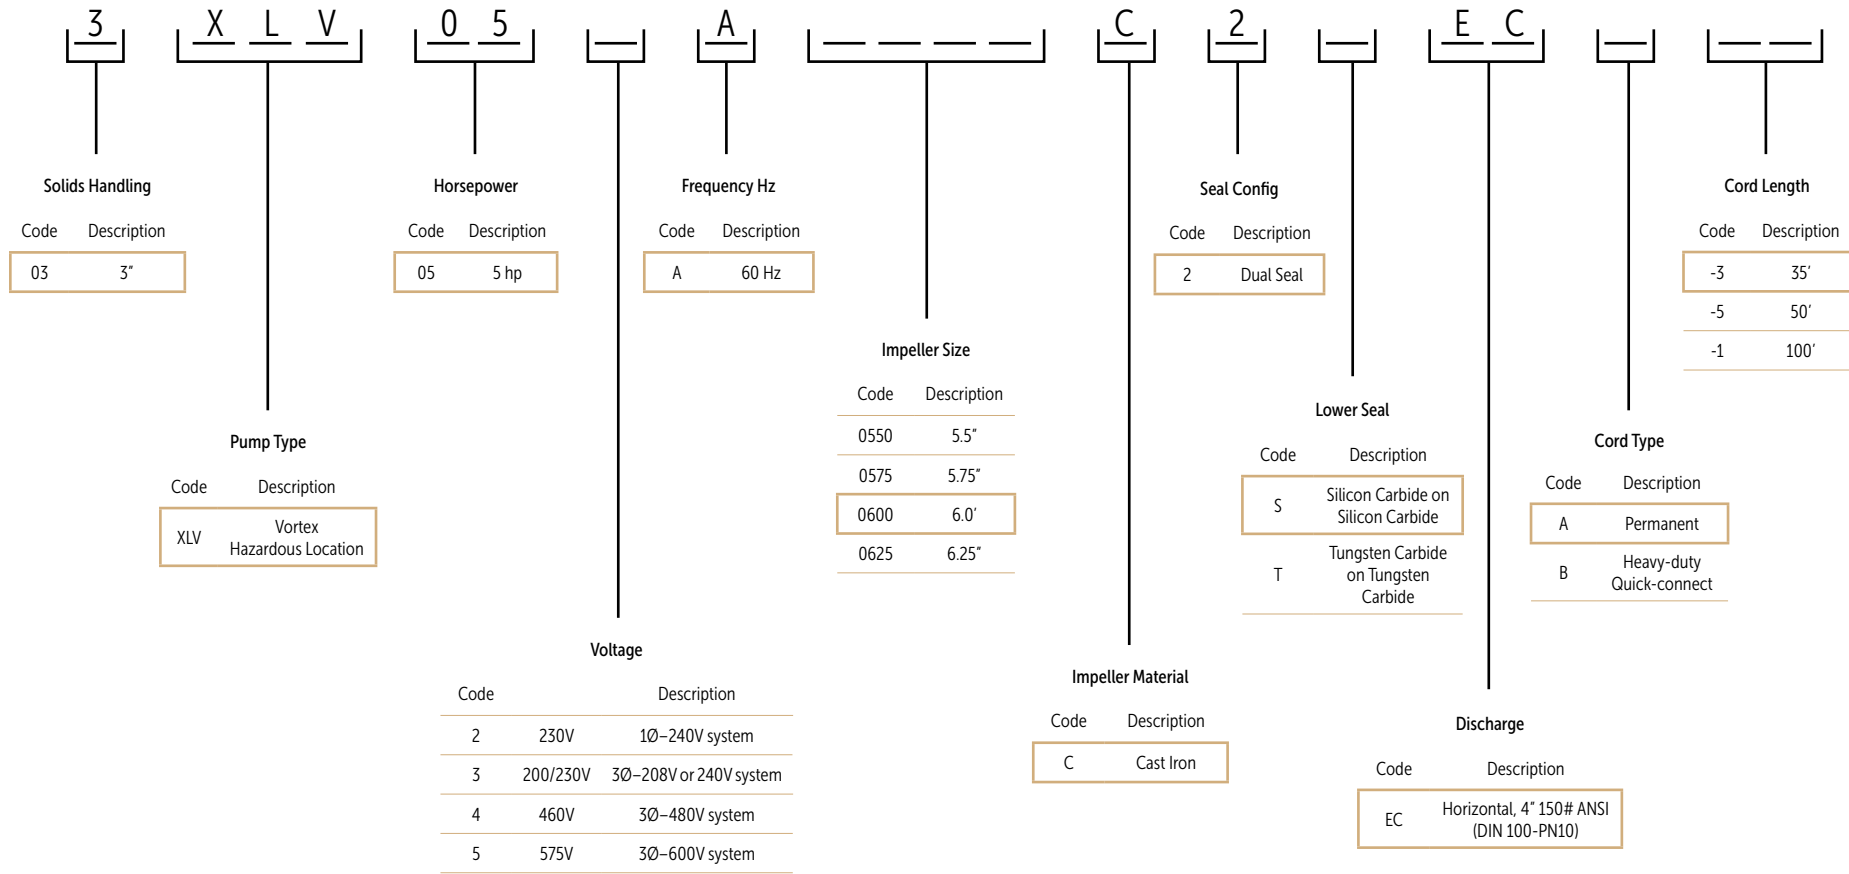 3 X L V 0 5 _ A _ _ _ _ C 2 _ E C _ _ _
Solids Handling
Code Description
03 3″
Pump Type
Code Description
XLV Vortex
Hazardous Location
Horsepower
Code Description
05 5 hp
Voltage
Code Description
2 230V 1Ø–240V system
3 200/230V 3Ø–208V or 240V system
4 460V 3Ø–480V system
5 575V 3Ø–600V system
Frequency Hz
Code Description
A 60 Hz
Impeller Size
Code Description
0550 5.5″
0575 5.75″
0600 6.0′
0625 6.25″
Impeller Material
Code Description
C Cast Iron
Seal Config
Code Description
2 Dual Seal
Lower Seal
Code Description
S Silicon Carbide on
Silicon Carbide
T Tungsten Carbide
on Tungsten
Carbide
Discharge
Code Description
EC Horizontal, 4″ 150# ANSI
(DIN 100-PN10)
Cord Type
Code Description
A Permanent
B Heavy-duty
Quick-connect
Cord Length
Code Description
-3 35′
-5 50′
-1 100′